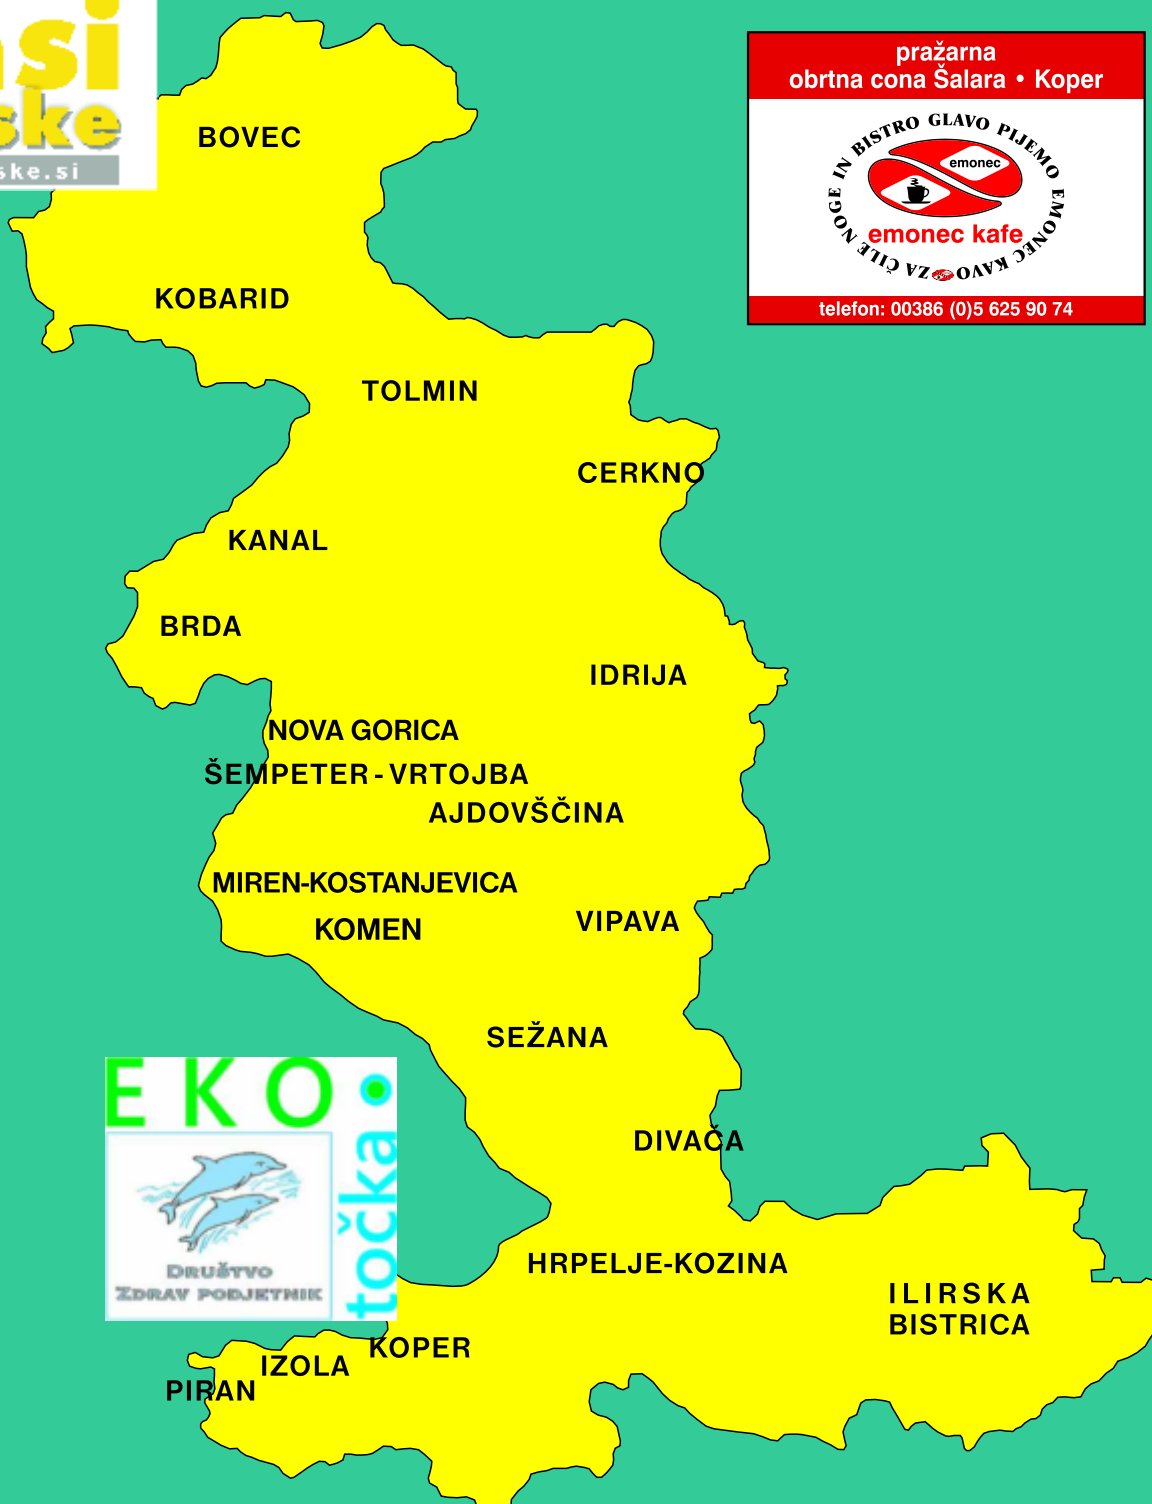 si
ske
ske.si
pražarna
obrtna cona Šalara • Koper
ZA ČILE NOGE IN BISTRO GLAVO PIJEMO EMONEC KAVO
emonec
emonec kafe
telefon: 00386 (0)5 625 90 74
BOVEC
KOBARID
TOLMIN
CERKNO
KANAL
BRDA
IDRIJA
NOVA GORICA
ŠEMPETER - VRTOJBA
AJDOVŠČINA
MIREN-KOSTANJEVICA
KOMEN
VIPAVA
SEŽANA
DIVAČA
HRPELJE-KOZINA
ILIRSKA
BISTRICA
KOPER
IZOLA
PIRAN
EKO
točka
DRUŠTVO
ZDRAV PODJETNIK